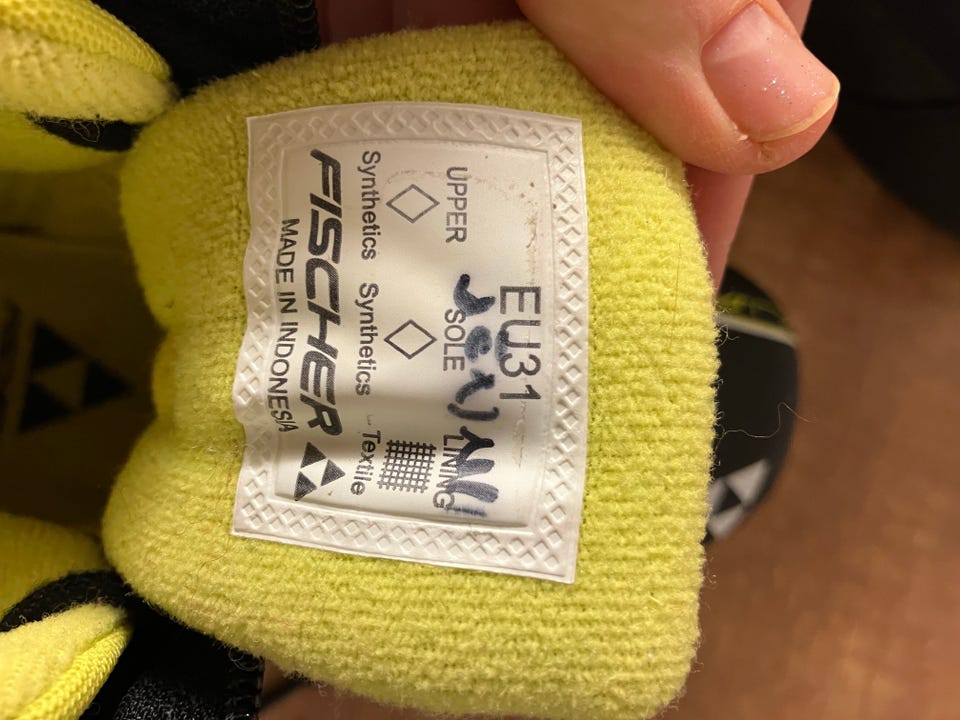 EU31
UPPER SOLE LINING
Synthetics Synthetics Textile
FISCHER
MADE IN INDONESIA